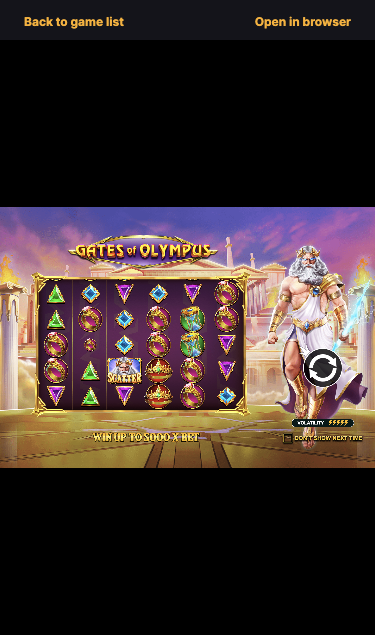 Back to game list
Open in browser
GATES OF OLYMPUS
SCATTER
WIN UP TO 5000 X BET
VOLATILITY
DON'T SHOW NEXT TIME